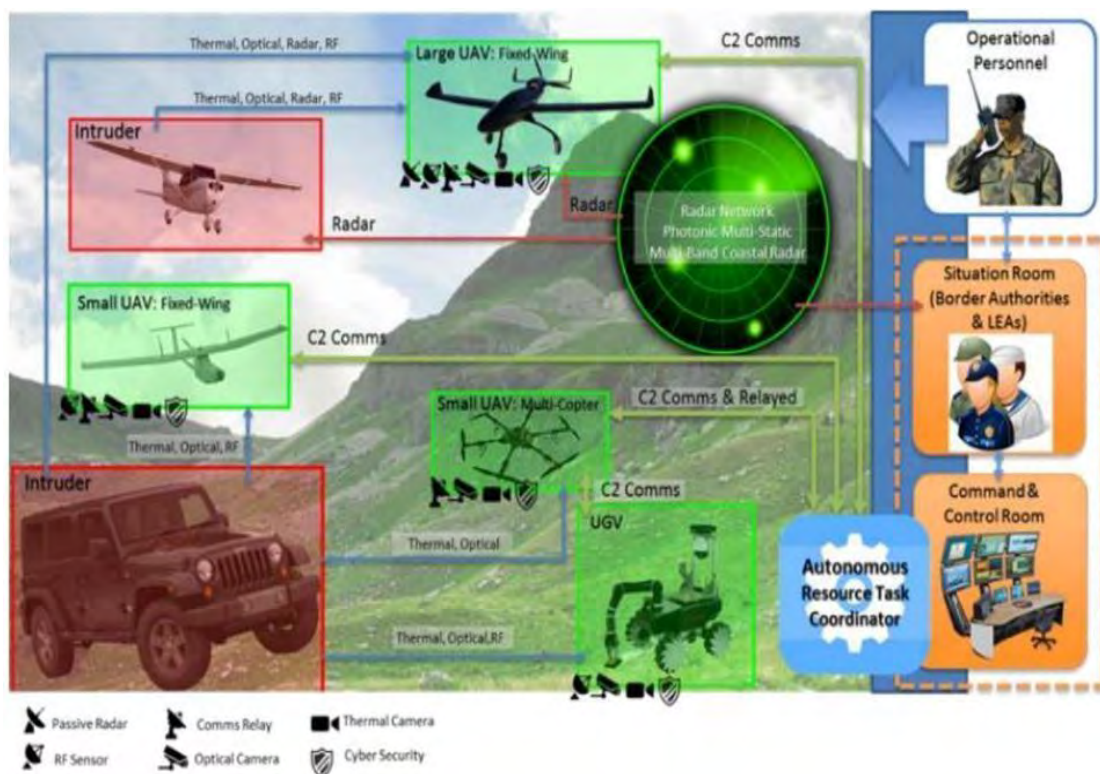 Thermal, Optical, Radar, RF
Large UAV: Fixed-Wing
C2 Comms
Operational
Personnel
Thermal, Optical, Radar, RF
Intruder
Radar
Radar
Radar Network
Photonic Multi-Static
Multi-Band Coastal Radar
Situation Room
(Border Authorities
& LEAs)
Small UAV: Fixed-Wing
C2 Comms
C2 Comms & Relayed
Small UAV: Multi-Copter
Thermal, Optical, RF
Intruder
C2 Comms
UGV
Command &
Control Room
Thermal, Optical
Autonomous
Resource Task
Coordinator
Thermal, Optical,RF
Passive Radar
Comms Relay
Thermal Camera
RF Sensor
Optical Camera
Cyber Security